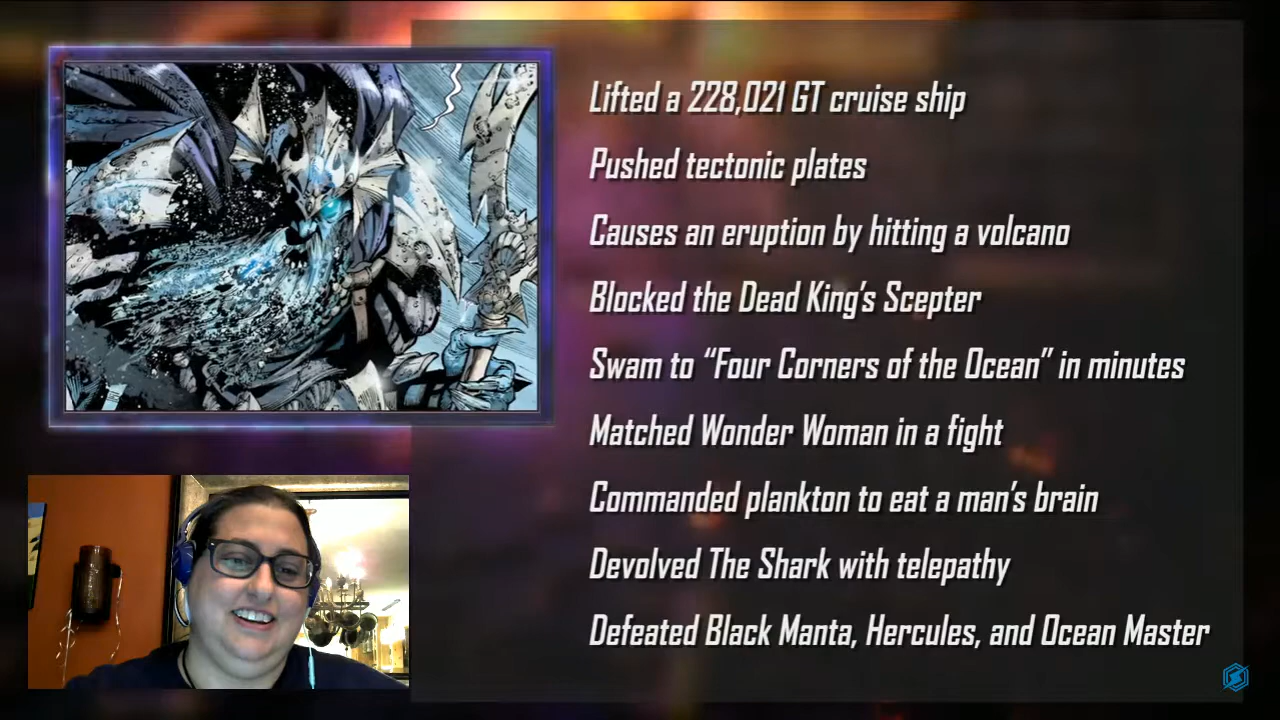 Lifted a 228,021 GT cruise ship
Pushed tectonic plates
Causes an eruption by hitting a volcano
Blocked the Dead King's Scepter
Swam to “Four Corners of the Ocean” in minutes
Matched Wonder Woman in a fight
Commanded plankton to eat a man's brain
Devolved The Shark with telepathy
Defeated Black Manta, Hercules, and Ocean Master